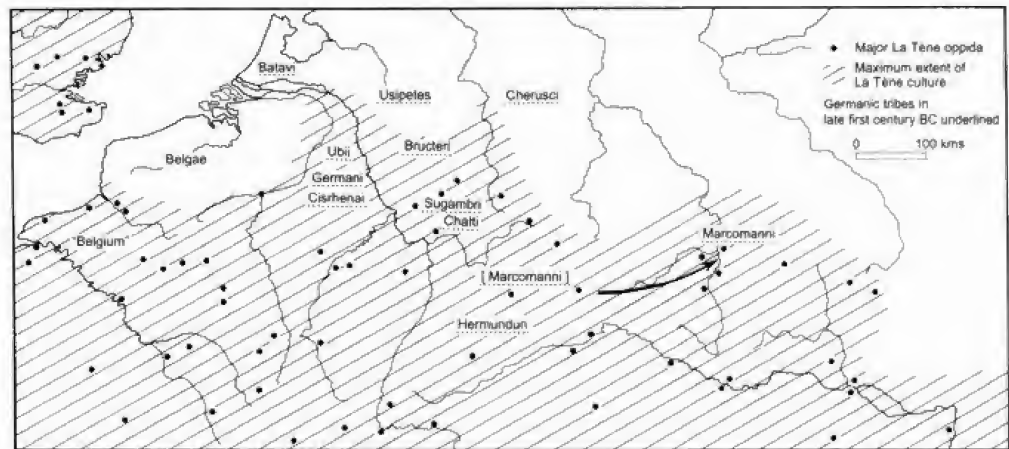 Major La Tène oppida
Maximum extent of
La Tène culture
Germanic tribes in
late first century BC underlined
0 100 kms
Batavi
Usipetes
Cherusci
Belgae
Ubii
Bructeri
Germani
Cisrhenai
Sugambri
Chatti
"Belgium"
Marcomanni
[ Marcomanni ]
Hermunduri